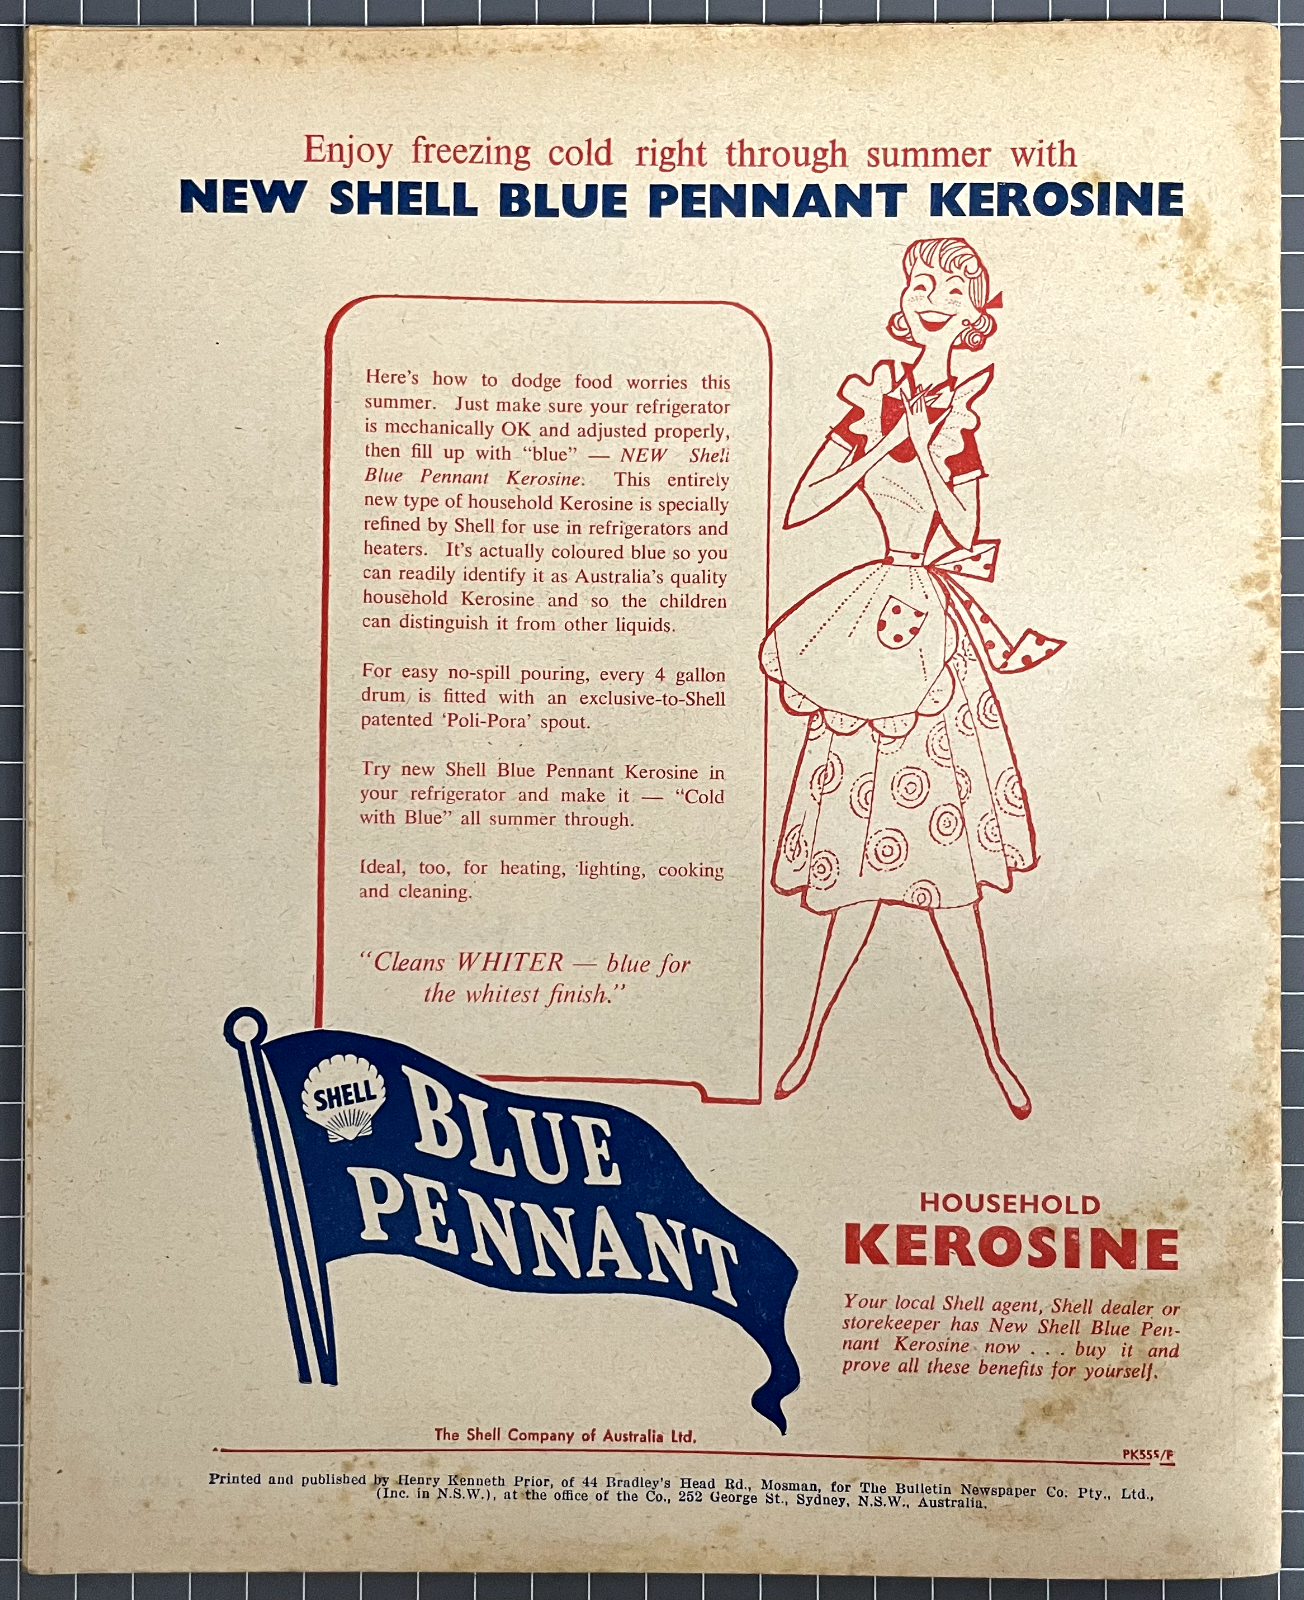 Enjoy freezing cold right through summer with
NEW SHELL BLUE PENNANT KEROSINE
Here's how to dodge food worries this
summer. Just make sure your refrigerator
is mechanically OK and adjusted properly,
then fill up with "blue" — NEW Shell
Blue Pennant Kerosine. This entirely
new type of household Kerosine is specially
refined by Shell for use in refrigerators and
heaters. It's actually coloured blue so you
can readily identify it as Australia's quality
household Kerosine and so the children
can distinguish it from other liquids.
For easy no-spill pouring, every 4 gallon
drum is fitted with an exclusive-to-Shell
patented 'Poli-Pora' spout.
Try new Shell Blue Pennant Kerosine in
your refrigerator and make it — "Cold
with Blue" all summer through.
Ideal, too, for heating, lighting, cooking
and cleaning.
"Cleans WHITER — blue for
the whitest finish."
SHELL
BLUE
PENNANT
HOUSEHOLD
KEROSINE
Your local Shell agent, Shell dealer or
storekeeper has New Shell Blue Pen-
nant Kerosine now . . . buy it and
prove all these benefits for yourself.
The Shell Company of Australia Ltd.
PK555/F
Printed and published by Henry Kenneth Prior, of 44 Bradley's Head Rd., Mosman, for The Bulletin Newspaper Co. Pty., Ltd.,
(Inc. in N.S.W.), at the office of the Co., 252 George St., Sydney, N.S.W., Australia.